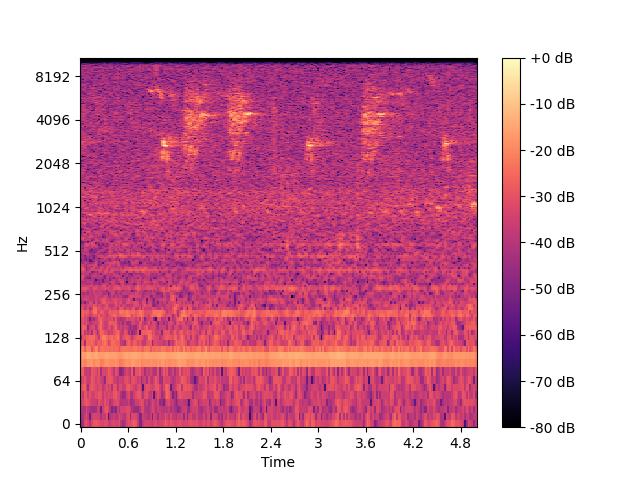 8192
4096
2048
1024
512
256
128
64
0
Hz
0 0.6 1.2 1.8 2.4 3 3.6 4.2 4.8
Time
+0 dB
-10 dB
-20 dB
-30 dB
-40 dB
-50 dB
-60 dB
-70 dB
-80 dB